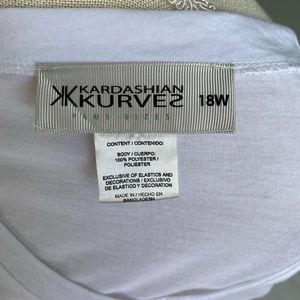 KARDASHIAN
KK KURVES 18W
PLUS SIZES
CONTENT / CONTENIDO:
BODY / CUERPO:
100% POLYESTER /
POLIESTER
EXCLUSIVE OF ELASTICS AND
DECORATIONS / EXCLUSIVO
DE ELASTICO Y DECORACION
MADE IN / HECHO EN
BANGLADESH